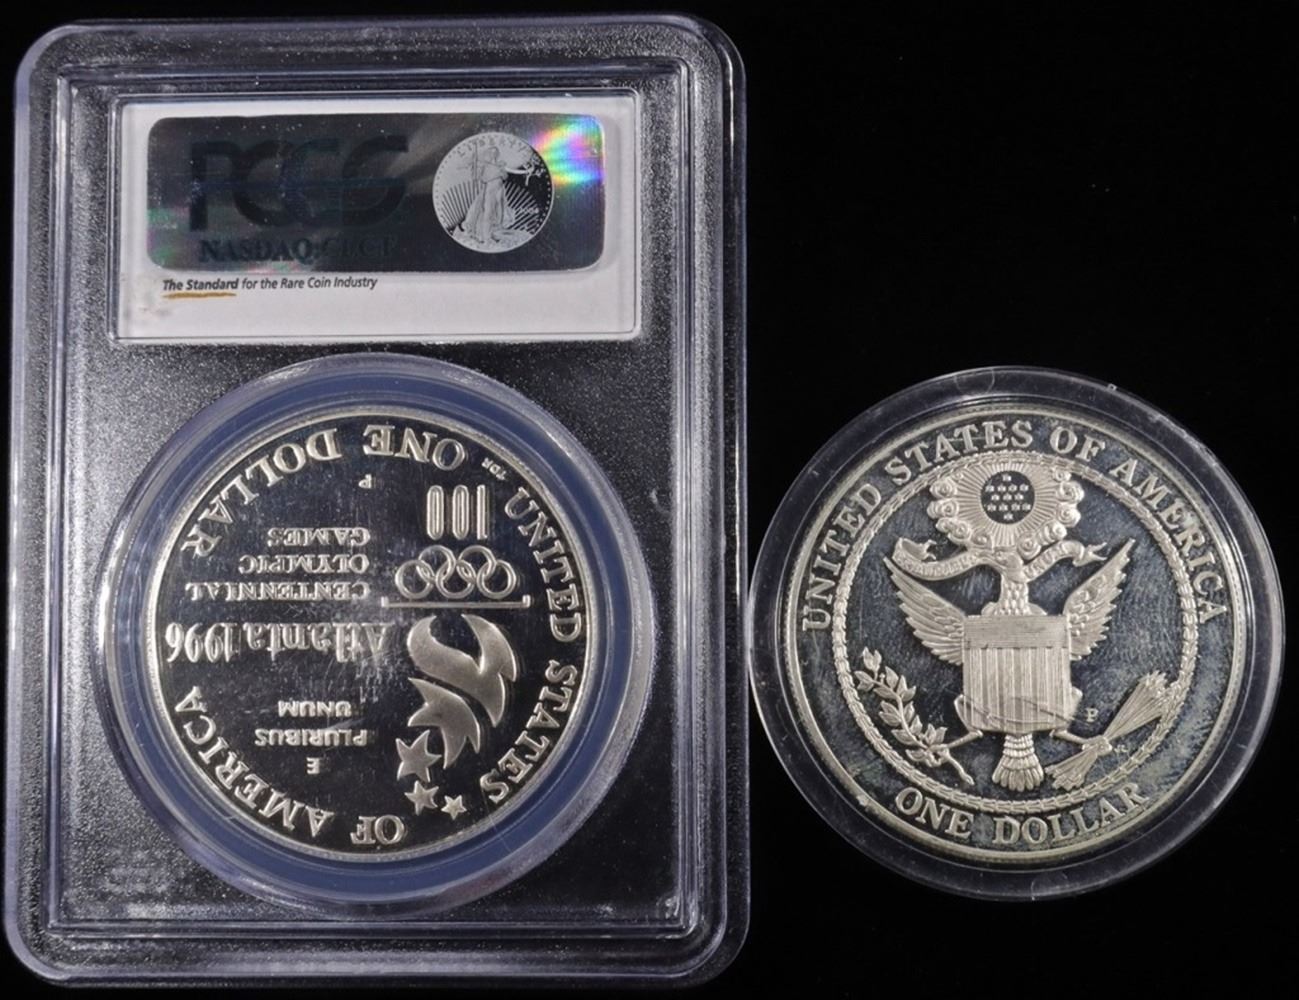 PCGS
NASDAQ:CLCT
LIBERTY
The Standard for the Rare Coin Industry
UNITED STATES OF AMERICA
ONE DOLLAR
P
100
CENTENNIAL
OLYMPIC
GAMES
Atlanta 1996
E
PLURIBUS
UNUM
UNITED STATES OF AMERICA
P
ONE DOLLAR